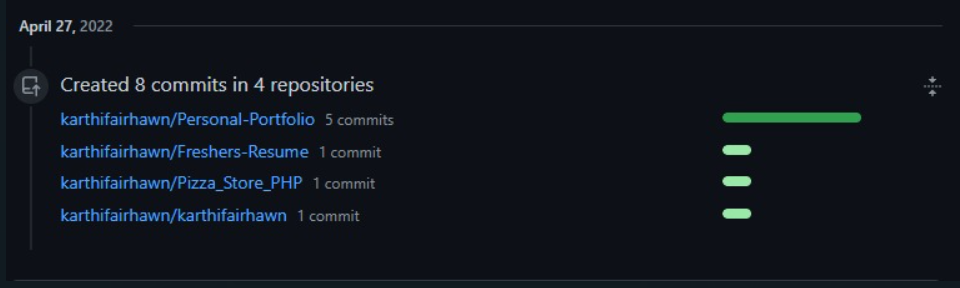 April 27, 2022
Created 8 commits in 4 repositories
karthifairhawn/Personal-Portfolio 5 commits
karthifairhawn/Freshers-Resume 1 commit
karthifairhawn/Pizza_Store_PHP 1 commit
karthifairhawn/karthifairhawn 1 commit